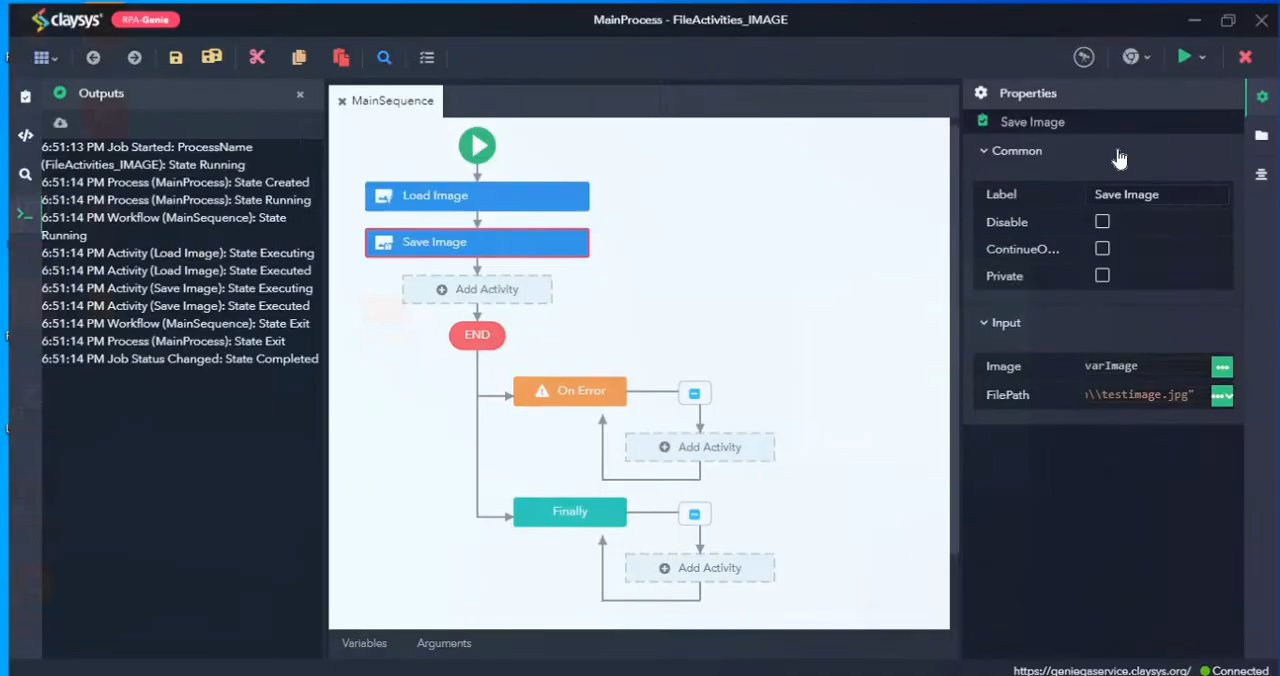 claysys
RPA-Genie
MainProcess - FileActivities_IMAGE
Outputs
6:51:13 PM Job Started: ProcessName
(FileActivities_IMAGE): State Running
6:51:14 PM Process (MainProcess): State Created
6:51:14 PM Process (MainProcess): State Running
6:51:14 PM Workflow (MainSequence): State
Running
6:51:14 PM Activity (Load Image): State Executing
6:51:14 PM Activity (Load Image): State Executed
6:51:14 PM Activity (Save Image): State Executing
6:51:14 PM Activity (Save Image): State Executed
6:51:14 PM Workflow (MainSequence): State Exit
6:51:14 PM Process (MainProcess): State Exit
6:51:14 PM Job Status Changed: State Completed
MainSequence
Load Image
Save Image
Add Activity
END
On Error
Add Activity
Finally
Add Activity
Variables Arguments
Properties
Save Image
Common
Label Save Image
Disable
ContinueO...
Private
Input
Image varImage
FilePath \\testimage.jpg"
https://genieqaservice.claysys.org/ Connected